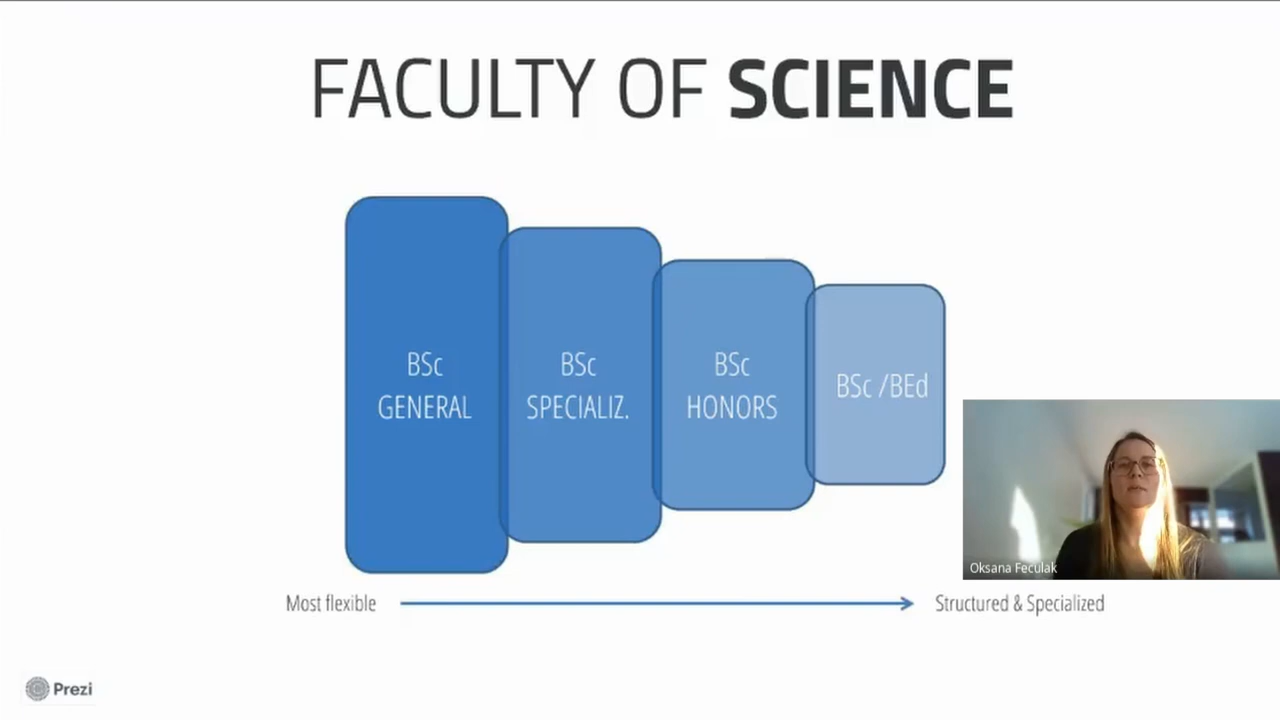 FACULTY OF SCIENCE
BSc
GENERAL
BSc
SPECIALIZ.
BSc
HONORS
BSc /BEd
Oksana Feculak
Most flexible
Structured & Specialized
Prezi